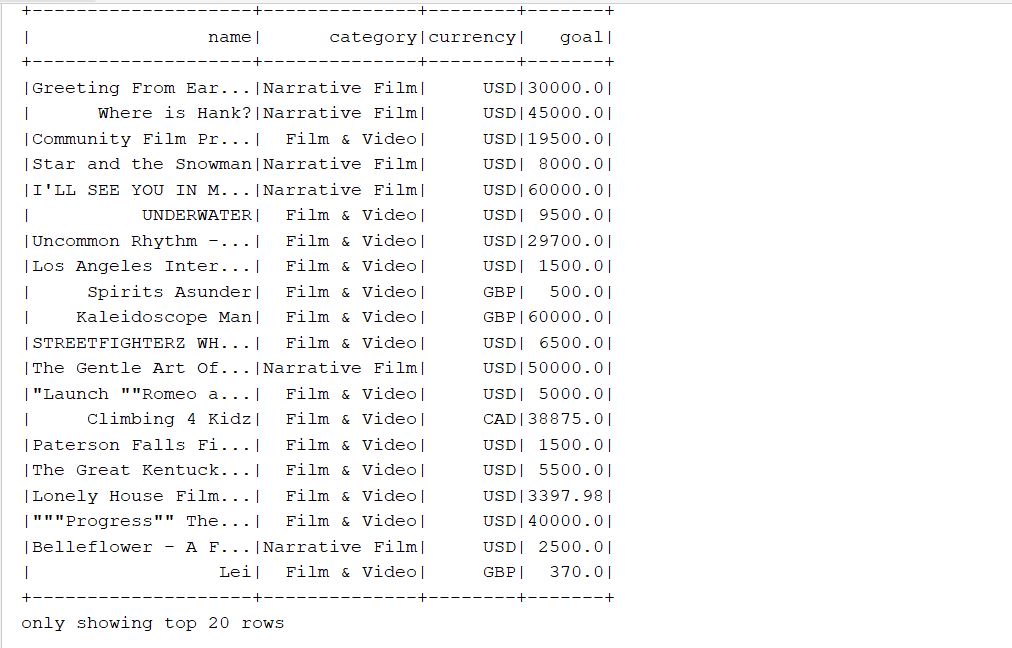 +--------------------+--------------+--------+-------+
|                name|      category|currency|   goal|
+--------------------+--------------+--------+-------+
|Greeting From Ear...|Narrative Film|     USD|30000.0|
|      Where is Hank?|Narrative Film|     USD|45000.0|
|Community Film Pr...|  Film & Video|     USD|19500.0|
|Star and the Snowman|Narrative Film|     USD| 8000.0|
|I'LL SEE YOU IN M...|Narrative Film|     USD|60000.0|
|          UNDERWATER|  Film & Video|     USD| 9500.0|
|Uncommon Rhythm -...|  Film & Video|     USD|29700.0|
|Los Angeles Inter...|  Film & Video|     USD| 1500.0|
|     Spirits Asunder|  Film & Video|     GBP|  500.0|
|    Kaleidoscope Man|  Film & Video|     GBP|60000.0|
|STREETFIGHTERZ WH...|  Film & Video|     USD| 6500.0|
|The Gentle Art Of...|Narrative Film|     USD|50000.0|
|"Launch ""Romeo a...|  Film & Video|     USD| 5000.0|
|     Climbing 4 Kidz|  Film & Video|     CAD|38875.0|
|Paterson Falls Fi...|  Film & Video|     USD| 1500.0|
|The Great Kentuck...|  Film & Video|     USD| 5500.0|
|Lonely House Film...|  Film & Video|     USD|3397.98|
|"""Progress"" The...|  Film & Video|     USD|40000.0|
|Belleflower - A F...|Narrative Film|     USD| 2500.0|
|                 Lei|  Film & Video|     GBP|  370.0|
+--------------------+--------------+--------+-------+
only showing top 20 rows